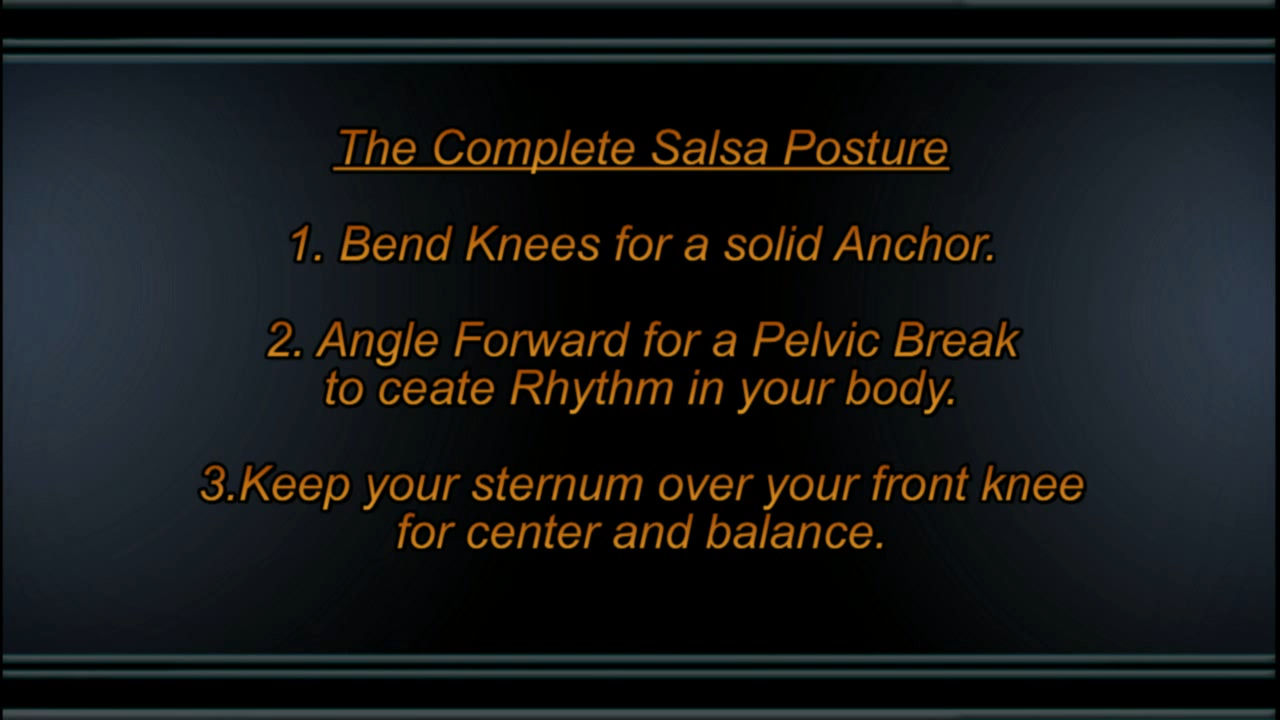 The Complete Salsa Posture
1. Bend Knees for a solid Anchor.
2. Angle Forward for a Pelvic Break
to ceate Rhythm in your body.
3.Keep your sternum over your front knee
for center and balance.